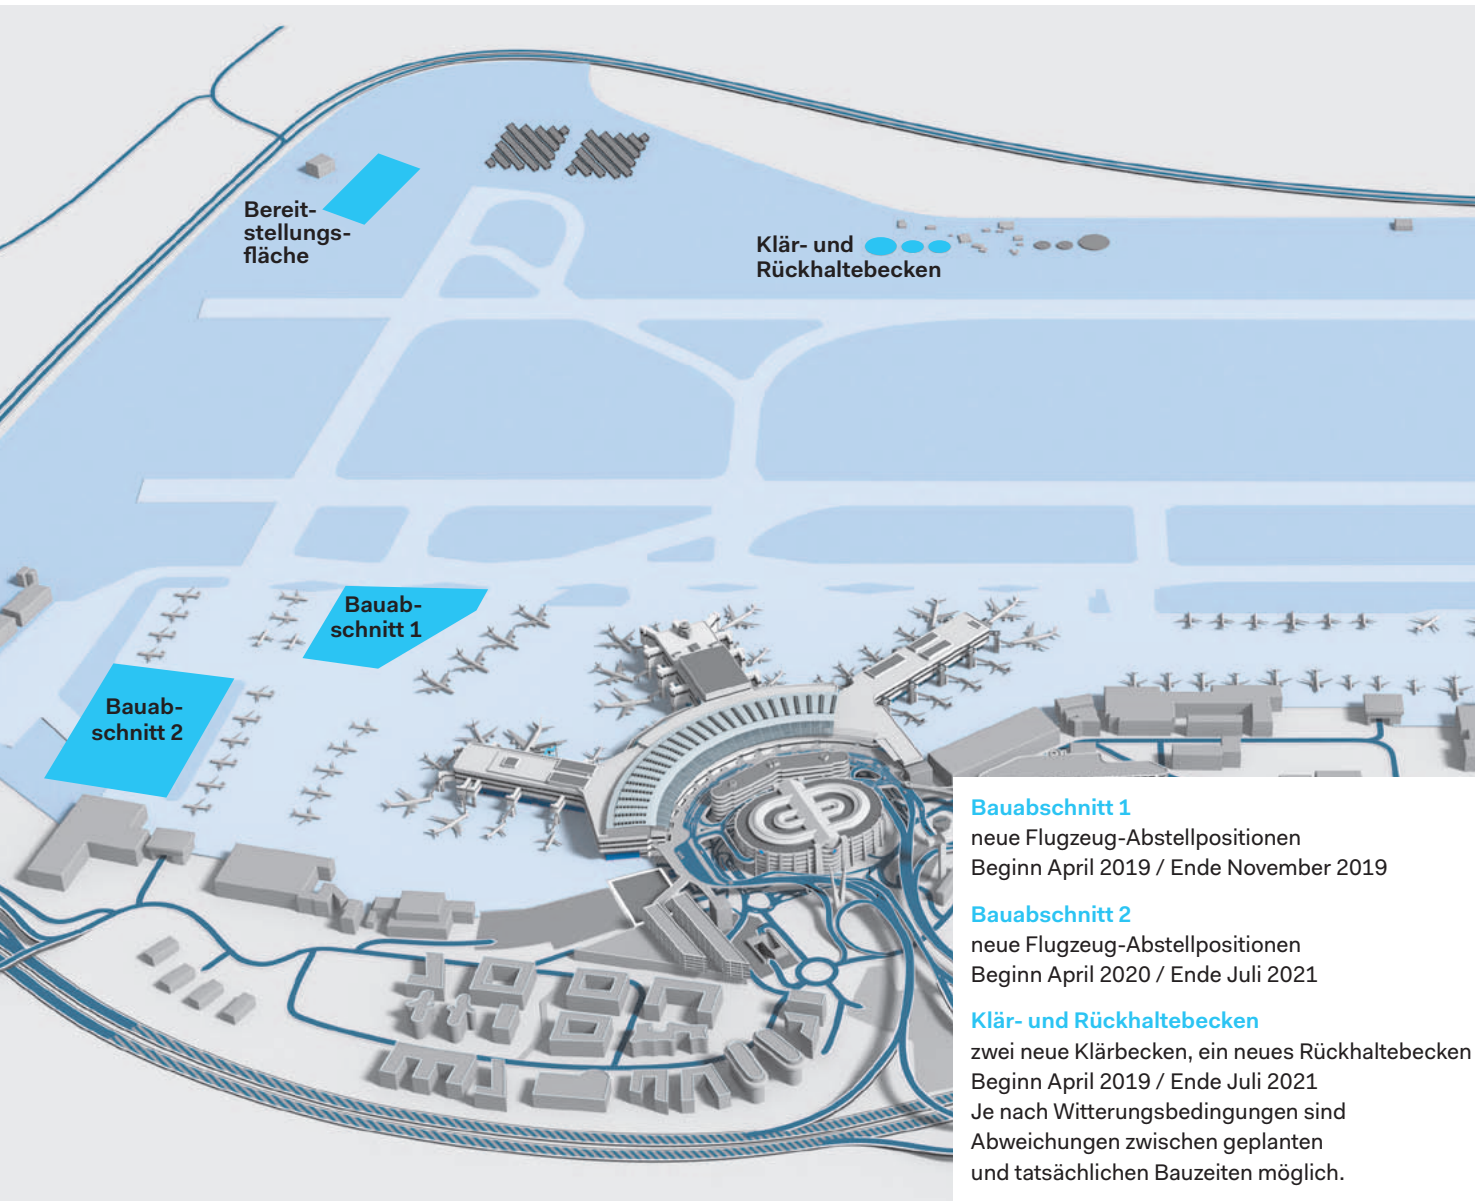 Bereit-
stellungs-
fläche
Klär- und
Rückhaltebecken
Bauab-
schnitt 1
Bauab-
schnitt 2
Bauabschnitt 1
neue Flugzeug-Abstellpositionen
Beginn April 2019 / Ende November 2019
Bauabschnitt 2
neue Flugzeug-Abstellpositionen
Beginn April 2020 / Ende Juli 2021
Klär- und Rückhaltebecken
zwei neue Klärbecken, ein neues Rückhaltebecken
Beginn April 2019 / Ende Juli 2021
Je nach Witterungsbedingungen sind
Abweichungen zwischen geplanten
und tatsächlichen Bauzeiten möglich.